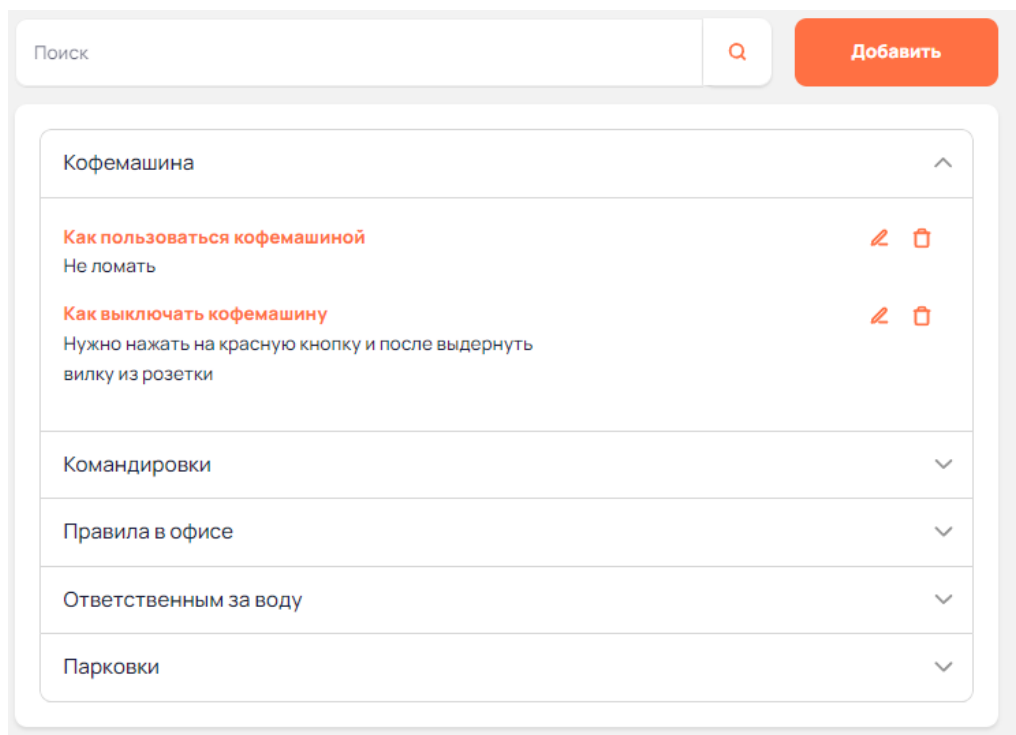 Поиск
Добавить
Кофемашина
Как пользоваться кофемашиной
Не ломать
Как выключать кофемашину
Нужно нажать на красную кнопку и после выдернуть
вилку из розетки
Командировки
Правила в офисе
Ответственным за воду
Парковки